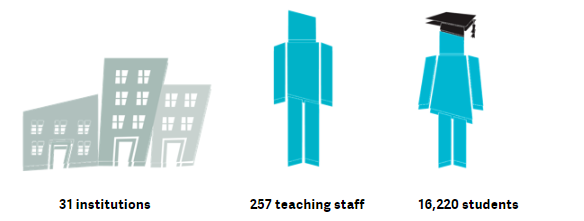 31 institutions
257 teaching staff
16,220 students